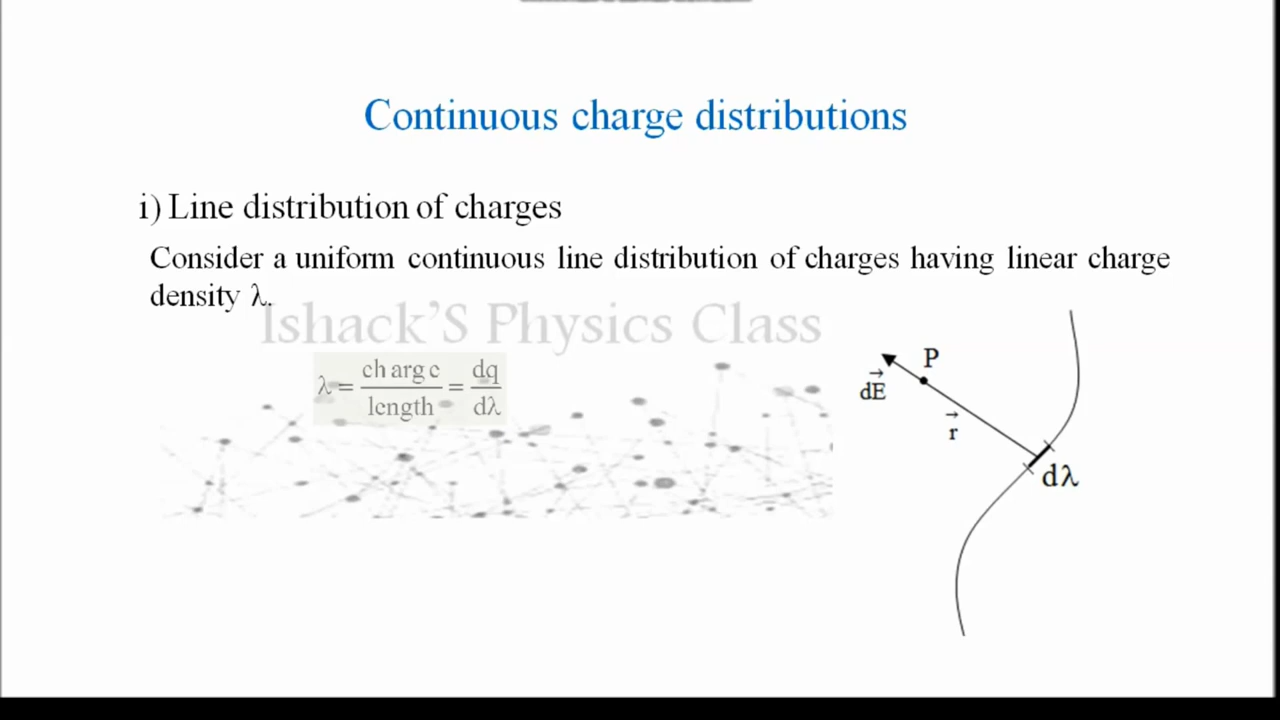 Continuous charge distributions
i) Line distribution of charges
Consider a uniform continuous line distribution of charges having linear charge
density λ.
Ishack'S Physics Class
λ = charge/length = dq/dλ
P
dE⃗
r⃗
dλ